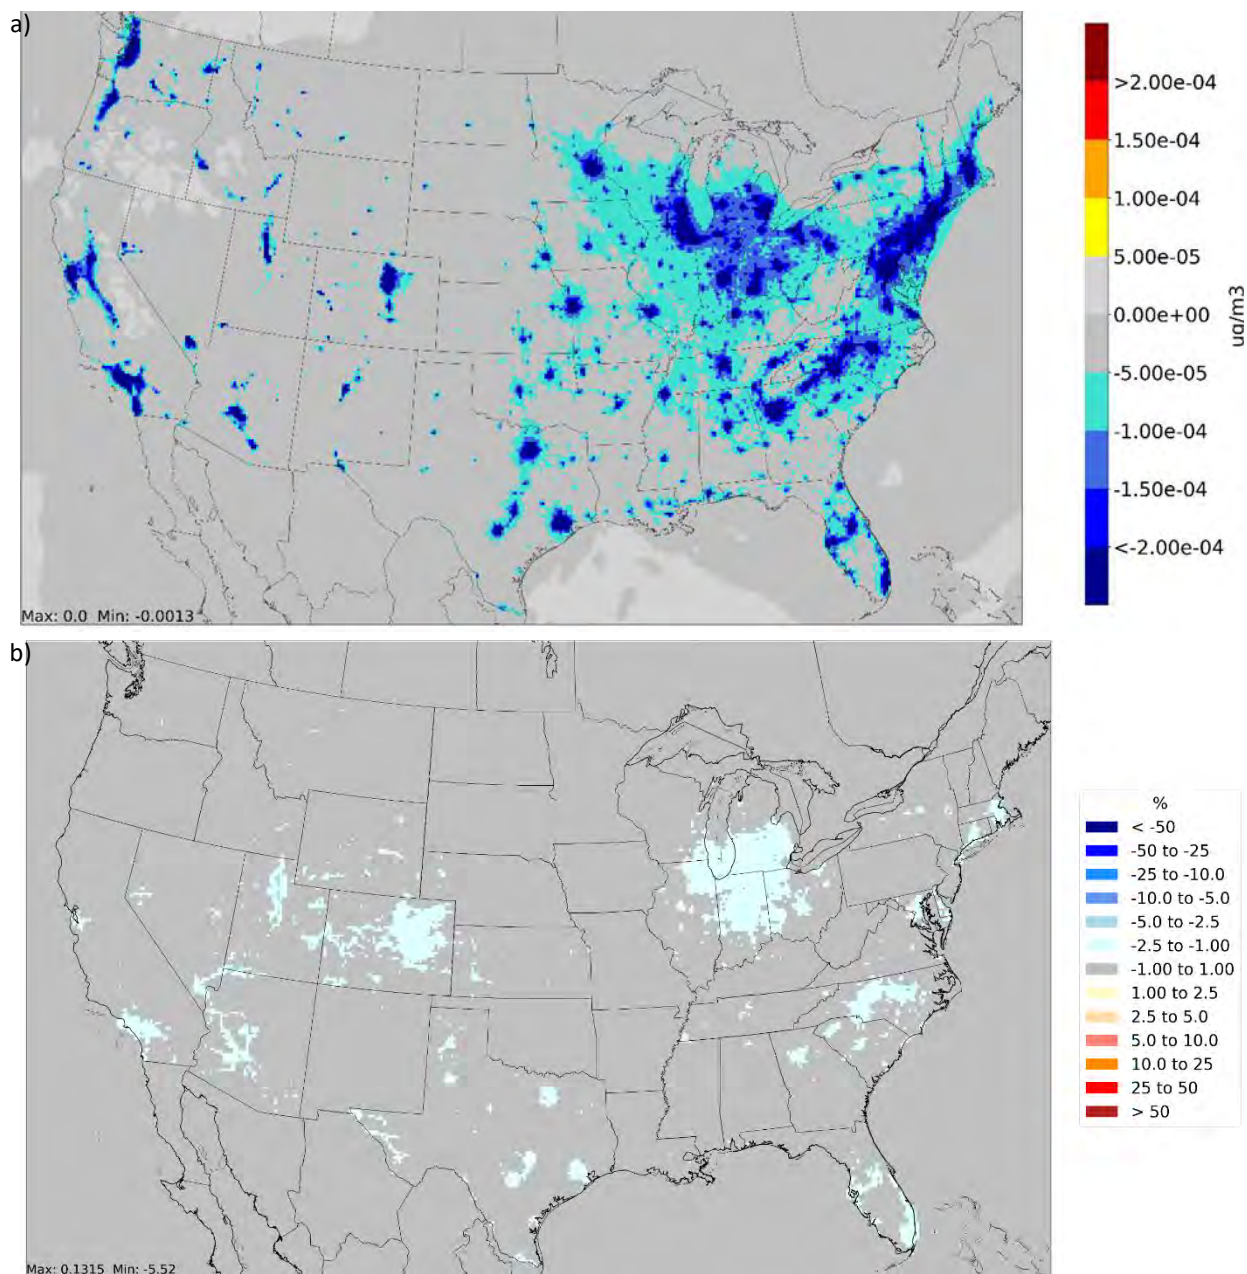 a)
>2.00e-04
1.50e-04
1.00e-04
5.00e-05
0.00e+00
-5.00e-05
-1.00e-04
-1.50e-04
<-2.00e-04
ug/m3
Max: 0.0 Min: -0.0013
b)
%
< -50
-50 to -25
-25 to -10.0
-10.0 to -5.0
-5.0 to -2.5
-2.5 to -1.00
-1.00 to 1.00
1.00 to 2.5
2.5 to 5.0
5.0 to 10.0
10.0 to 25
25 to 50
> 50
Max: 0.1315 Min: -5.52